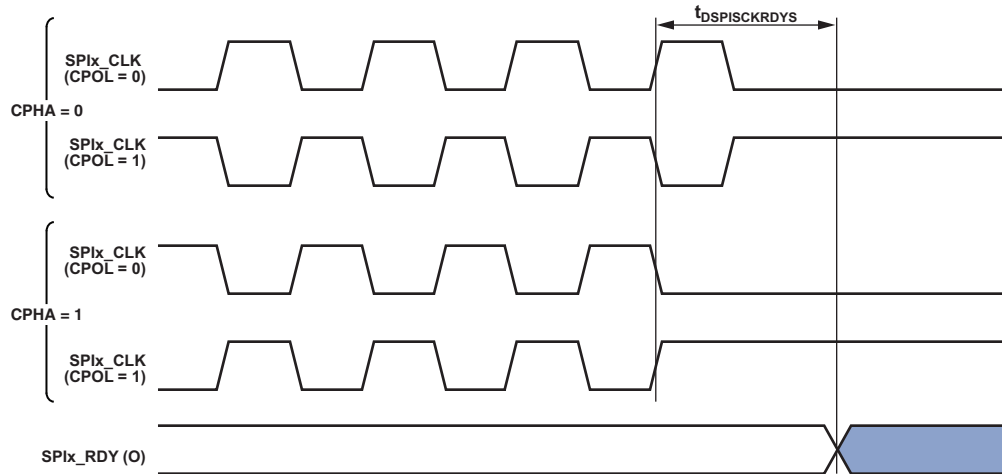 tDSPISCKRDYS
SPIx_CLK
(CPOL = 0)
CPHA = 0
SPIx_CLK
(CPOL = 1)
SPIx_CLK
(CPOL = 0)
CPHA = 1
SPIx_CLK
(CPOL = 1)
SPIx_RDY (O)